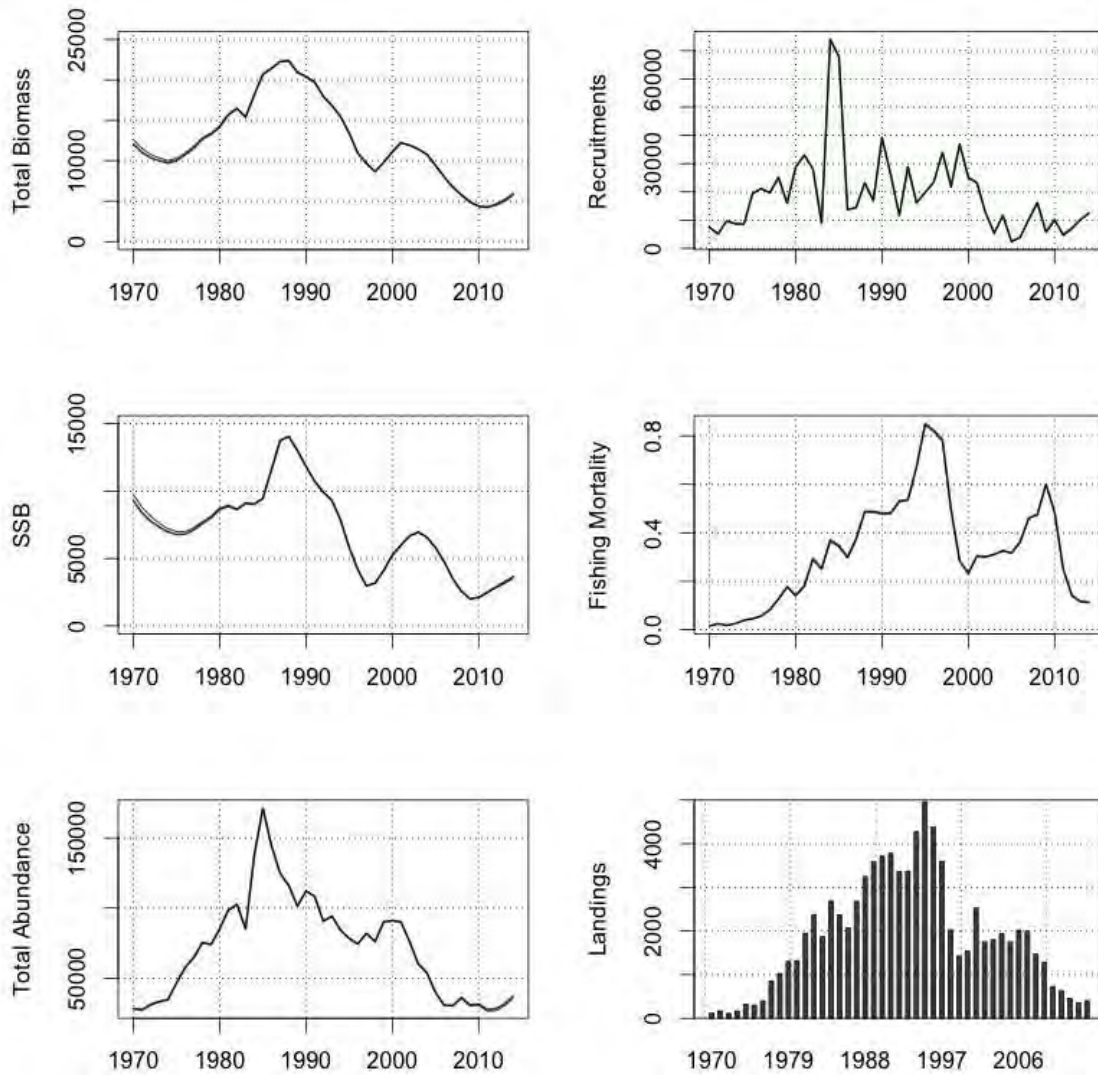 Total Biomass
25000
10000
0
1970 1980 1990 2000 2010
Recruitments
60000
30000
0
1970 1980 1990 2000 2010
SSB
15000
5000
0
1970 1980 1990 2000 2010
Fishing Mortality
0.8
0.4
0.0
1970 1980 1990 2000 2010
Total Abundance
150000
50000
1970 1980 1990 2000 2010
Landings
4000
2000
0
1970 1979 1988 1997 2006